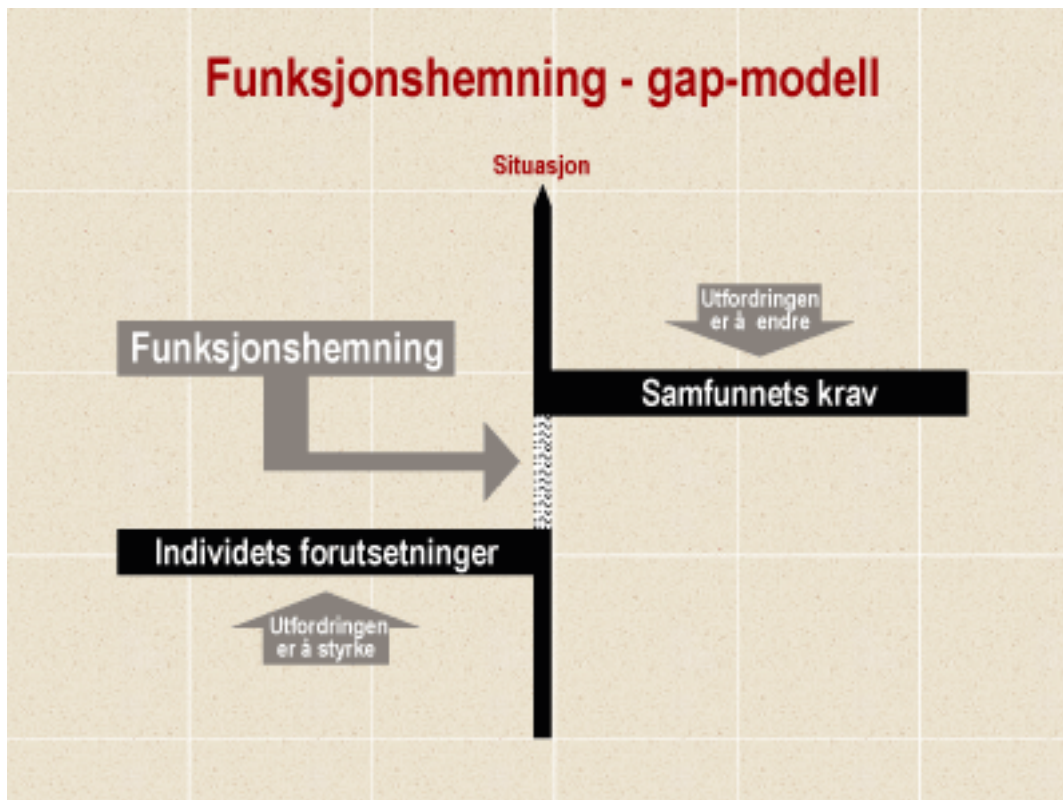 Funksjonshemning - gap-modell
Situasjon
Utfordringen
er å endre
Funksjonshemning
Samfunnets krav
Individets forutsetninger
Utfordringen
er å styrke